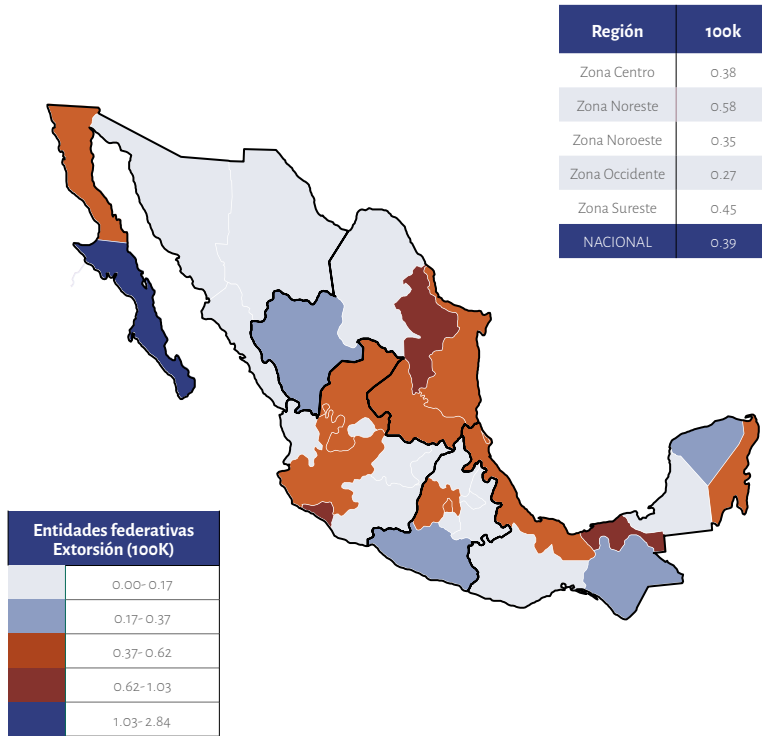 Región 100k
Zona Centro 0.38
Zona Noreste 0.58
Zona Noroeste 0.35
Zona Occidente 0.27
Zona Sureste 0.45
NACIONAL 0.39
Entidades federativas
Extorsión (100K)
0.00-0.17
0.17-0.37
0.37-0.62
0.62-1.03
1.03-2.84